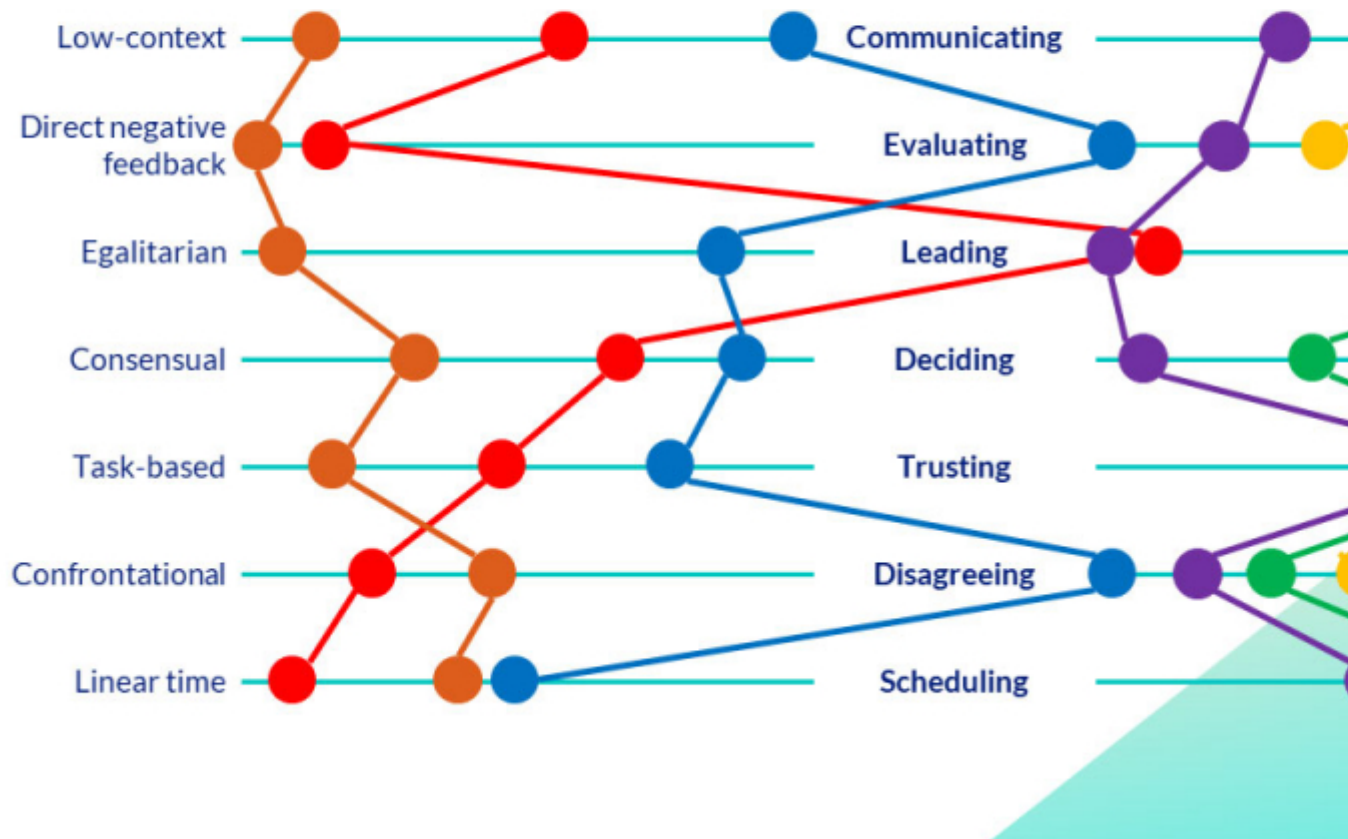 Low-context
Communicating
Direct negative
feedback
Evaluating
Egalitarian
Leading
Consensual
Deciding
Task-based
Trusting
Confrontational
Disagreeing
Linear time
Scheduling